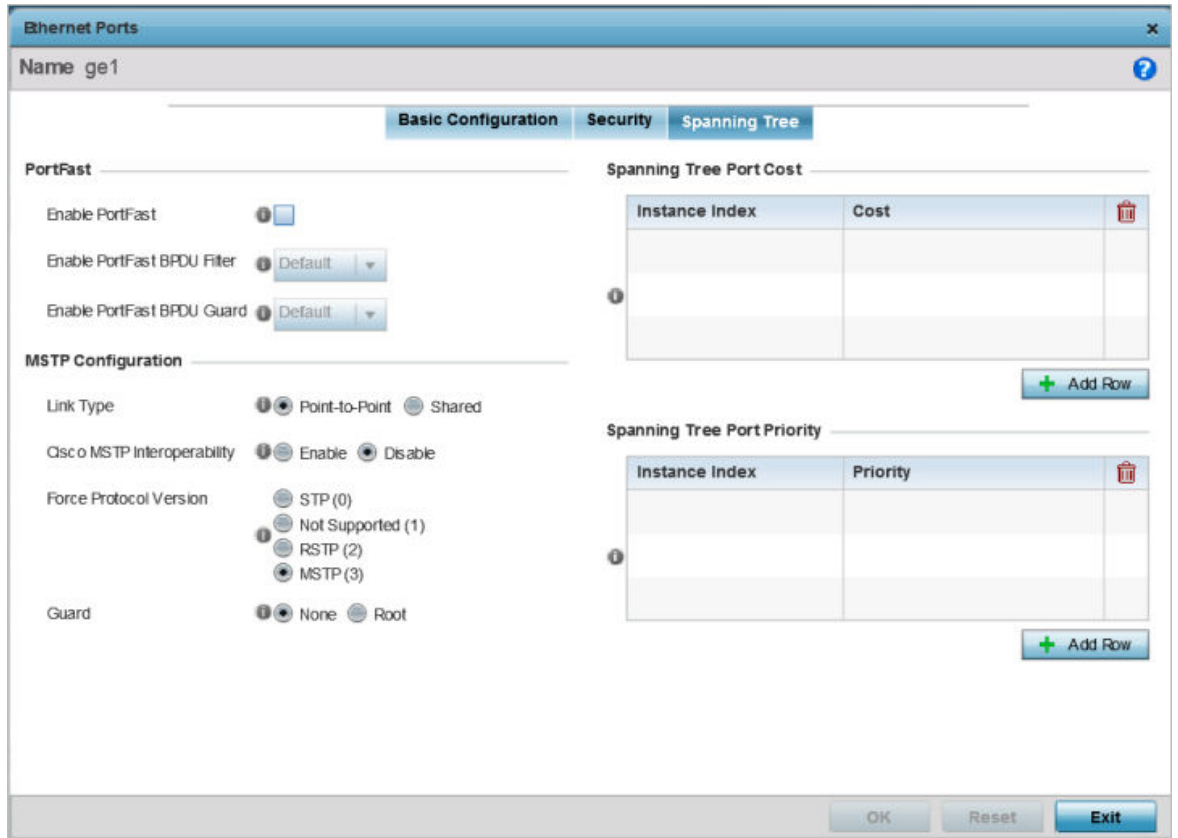 Ethernet Ports
Name ge1
Basic Configuration
Security
Spanning Tree
PortFast
Enable PortFast
Enable PortFast BPDU Filter
Default
Enable PortFast BPDU Guard
Default
MSTP Configuration
Link Type
Point-to-Point
Shared
Cisco MSTP Interoperability
Enable
Disable
Force Protocol Version
STP (0)
Not Supported (1)
RSTP (2)
MSTP (3)
Guard
None
Root
Spanning Tree Port Cost
Instance Index
Cost
Add Row
Spanning Tree Port Priority
Instance Index
Priority
Add Row
OK
Reset
Exit